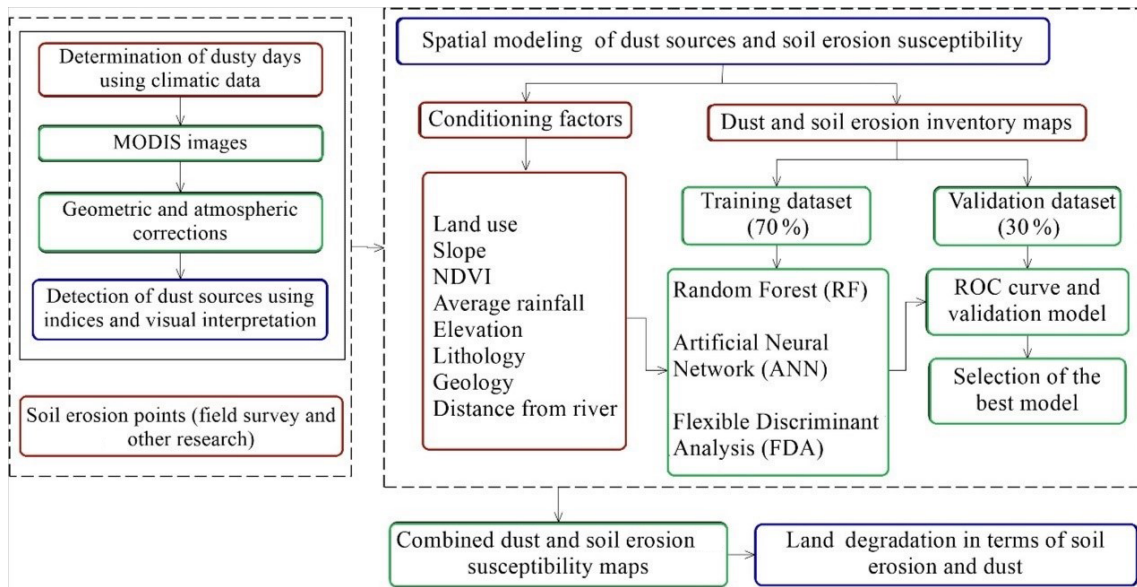 Determination of dusty days
using climatic data
MODIS images
Geometric and atmospheric
corrections
Detection of dust sources using
indices and visual interpretation
Soil erosion points (field survey and
other research)
Spatial modeling of dust sources and soil erosion susceptibility
Conditioning factors
Land use
Slope
NDVI
Average rainfall
Elevation
Lithology
Geology
Distance from river
Dust and soil erosion inventory maps
Training dataset
(70 %)
Random Forest (RF)
Artificial Neural
Network (ANN)
Flexible Discriminant
Analysis (FDA)
Validation dataset
(30 %)
ROC curve and
validation model
Selection of the
best model
Combined dust and soil erosion
susceptibility maps
Land degradation in terms of soil
erosion and dust